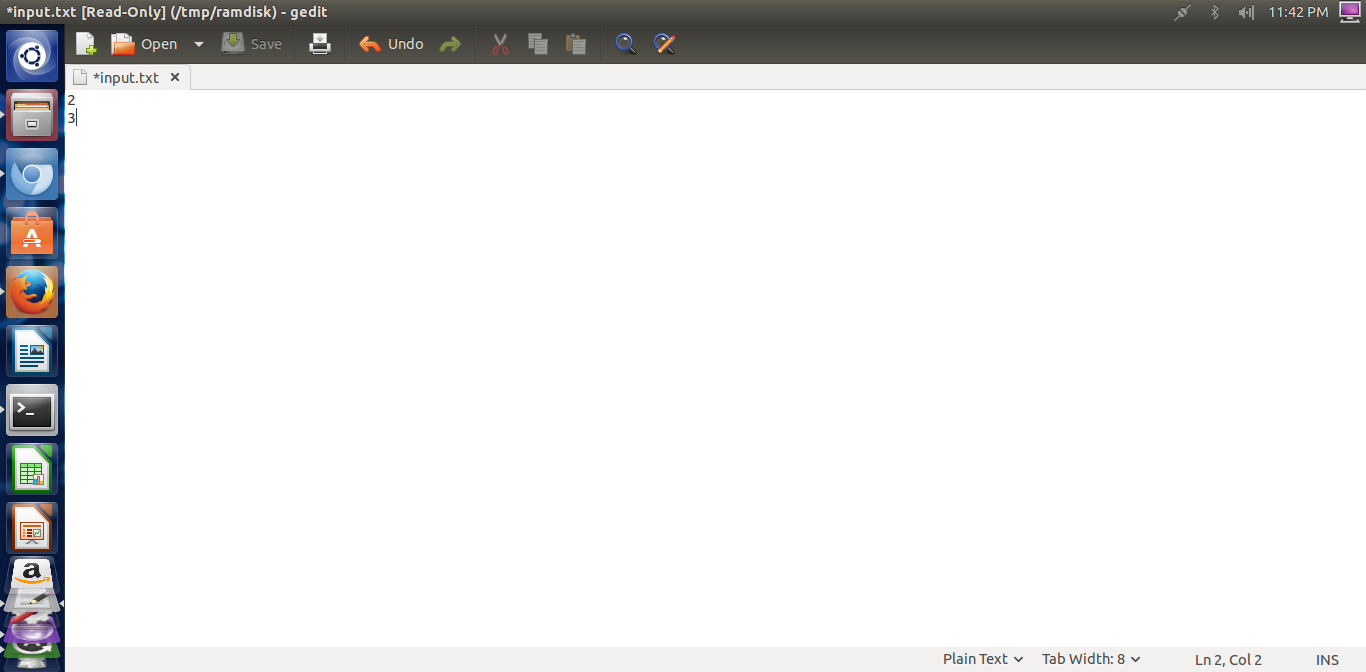 *input.txt [Read-Only] (/tmp/ramdisk) - gedit
11:42 PM
Open
Save
Undo
*input.txt
2
3
Plain Text
Tab Width: 8
Ln 2, Col 2
INS